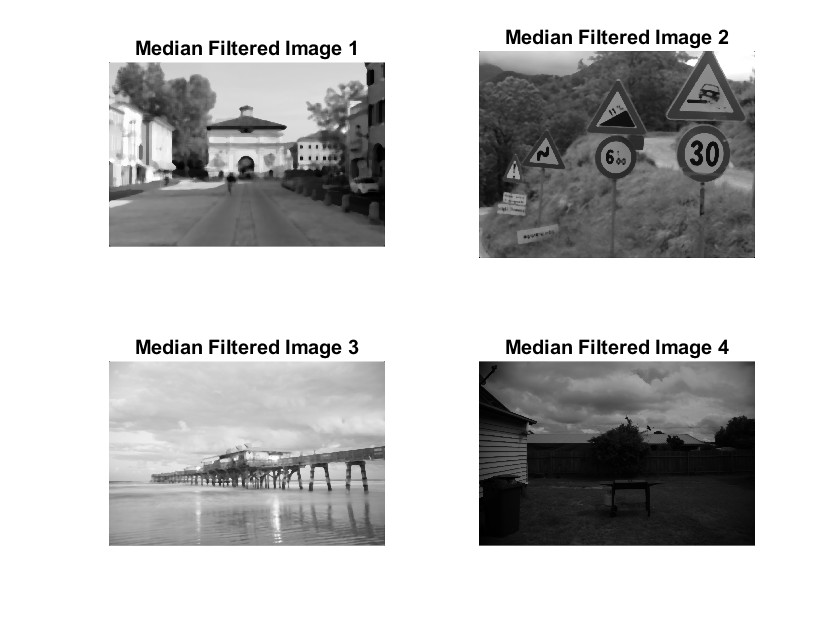 Median Filtered Image 1
Median Filtered Image 2
11%
6 t 00
30
Median Filtered Image 3
Median Filtered Image 4